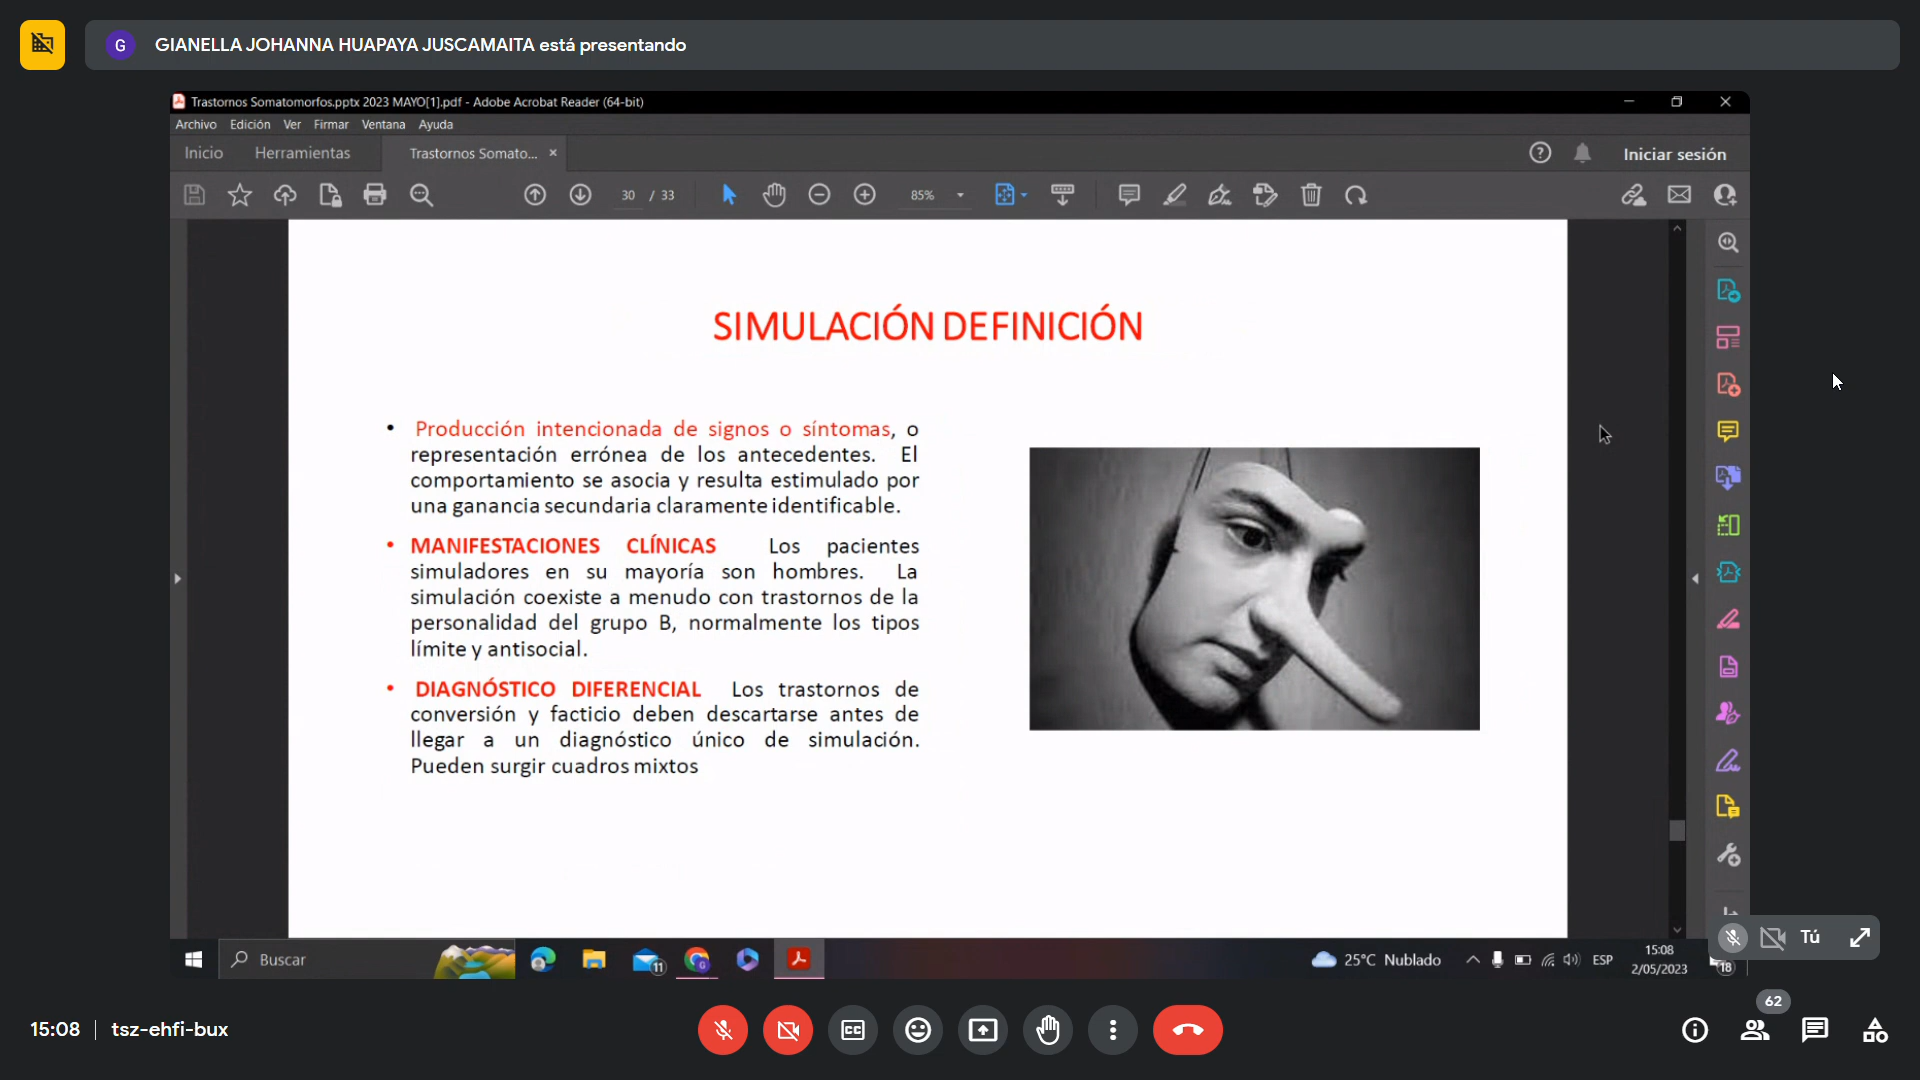 G GIANELLA JOHANNA HUAPAYA JUSCAMAITA está presentando
Trastornos Somatomorfos.pptx 2023 MAYO[1].pdf - Adobe Acrobat Reader (64-bit)
Archivo Edición Ver Firmar Ventana Ayuda
Inicio Herramientas Trastornos Somato... × Iniciar sesión
30 / 33 85%
SIMULACIÓN DEFINICIÓN
• Producción intencionada de signos o síntomas, o
representación errónea de los antecedentes. El
comportamiento se asocia y resulta estimulado por
una ganancia secundaria claramente identificable.
• MANIFESTACIONES CLÍNICAS Los pacientes
simuladores en su mayoría son hombres. La
simulación coexiste a menudo con trastornos de la
personalidad del grupo B, normalmente los tipos
límite y antisocial.
• DIAGNÓSTICO DIFERENCIAL Los trastornos de
conversión y facticio deben descartarse antes de
llegar a un diagnóstico único de simulación.
Pueden surgir cuadros mixtos
Tú
Buscar 11 G 25°C Nublado ESP 15:08
2/05/2023 18
62
15:08 | tsz-ehfi-bux CC